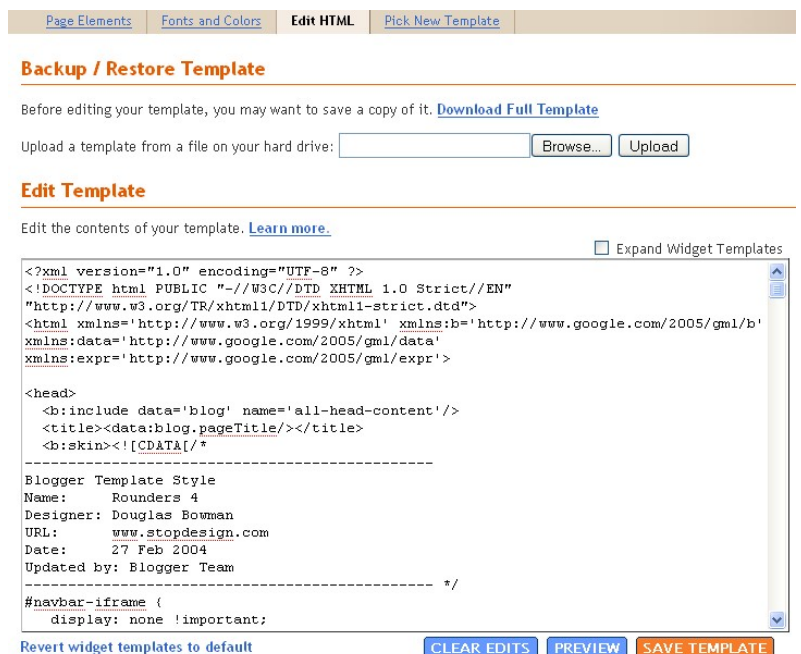 Page Elements Fonts and Colors Edit HTML Pick New Template
Backup / Restore Template
Before editing your template, you may want to save a copy of it. Download Full Template
Upload a template from a file on your hard drive: Browse... Upload
Edit Template
Edit the contents of your template. Learn more.
Expand Widget Templates
<?xml version="1.0" encoding="UTF-8" ?>
<!DOCTYPE html PUBLIC "-//W3C//DTD XHTML 1.0 Strict//EN"
"http://www.w3.org/TR/xhtml1/DTD/xhtml1-strict.dtd">
<html xmlns='http://www.w3.org/1999/xhtml' xmlns:b='http://www.google.com/2005/gml/b'
xmlns:data='http://www.google.com/2005/gml/data'
xmlns:expr='http://www.google.com/2005/gml/expr'>
<head>
<b:include data='blog' name='all-head-content'/>
<title><data:blog.pageTitle/></title>
<b:skin><![CDATA[/*
-----------------------------------------------
Blogger Template Style
Name: Rounders 4
Designer: Douglas Bowman
URL: www.stopdesign.com
Date: 27 Feb 2004
Updated by: Blogger Team
----------------------------------------------- */
#navbar-iframe {
display: none !important;
Revert widget templates to default CLEAR EDITS PREVIEW SAVE TEMPLATE